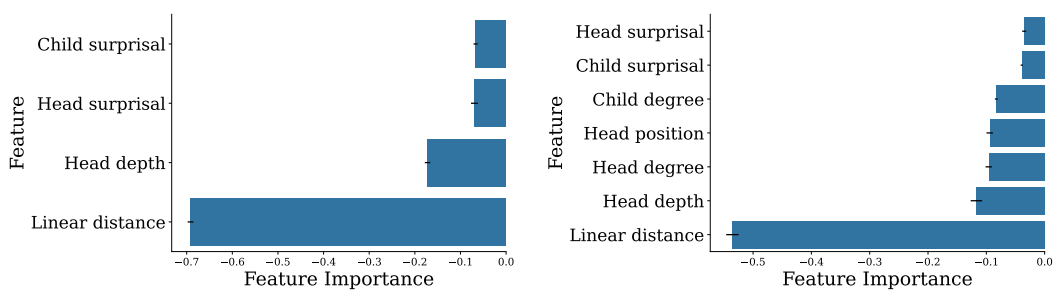 Child surprisal
Head surprisal
Head depth
Linear distance
Feature
−0.7 −0.6 −0.5 −0.4 −0.3 −0.2 −0.1 0.0
Feature Importance
Head surprisal
Child surprisal
Child degree
Head position
Head degree
Head depth
Linear distance
Feature
−0.5 −0.4 −0.3 −0.2 −0.1 0.0
Feature Importance